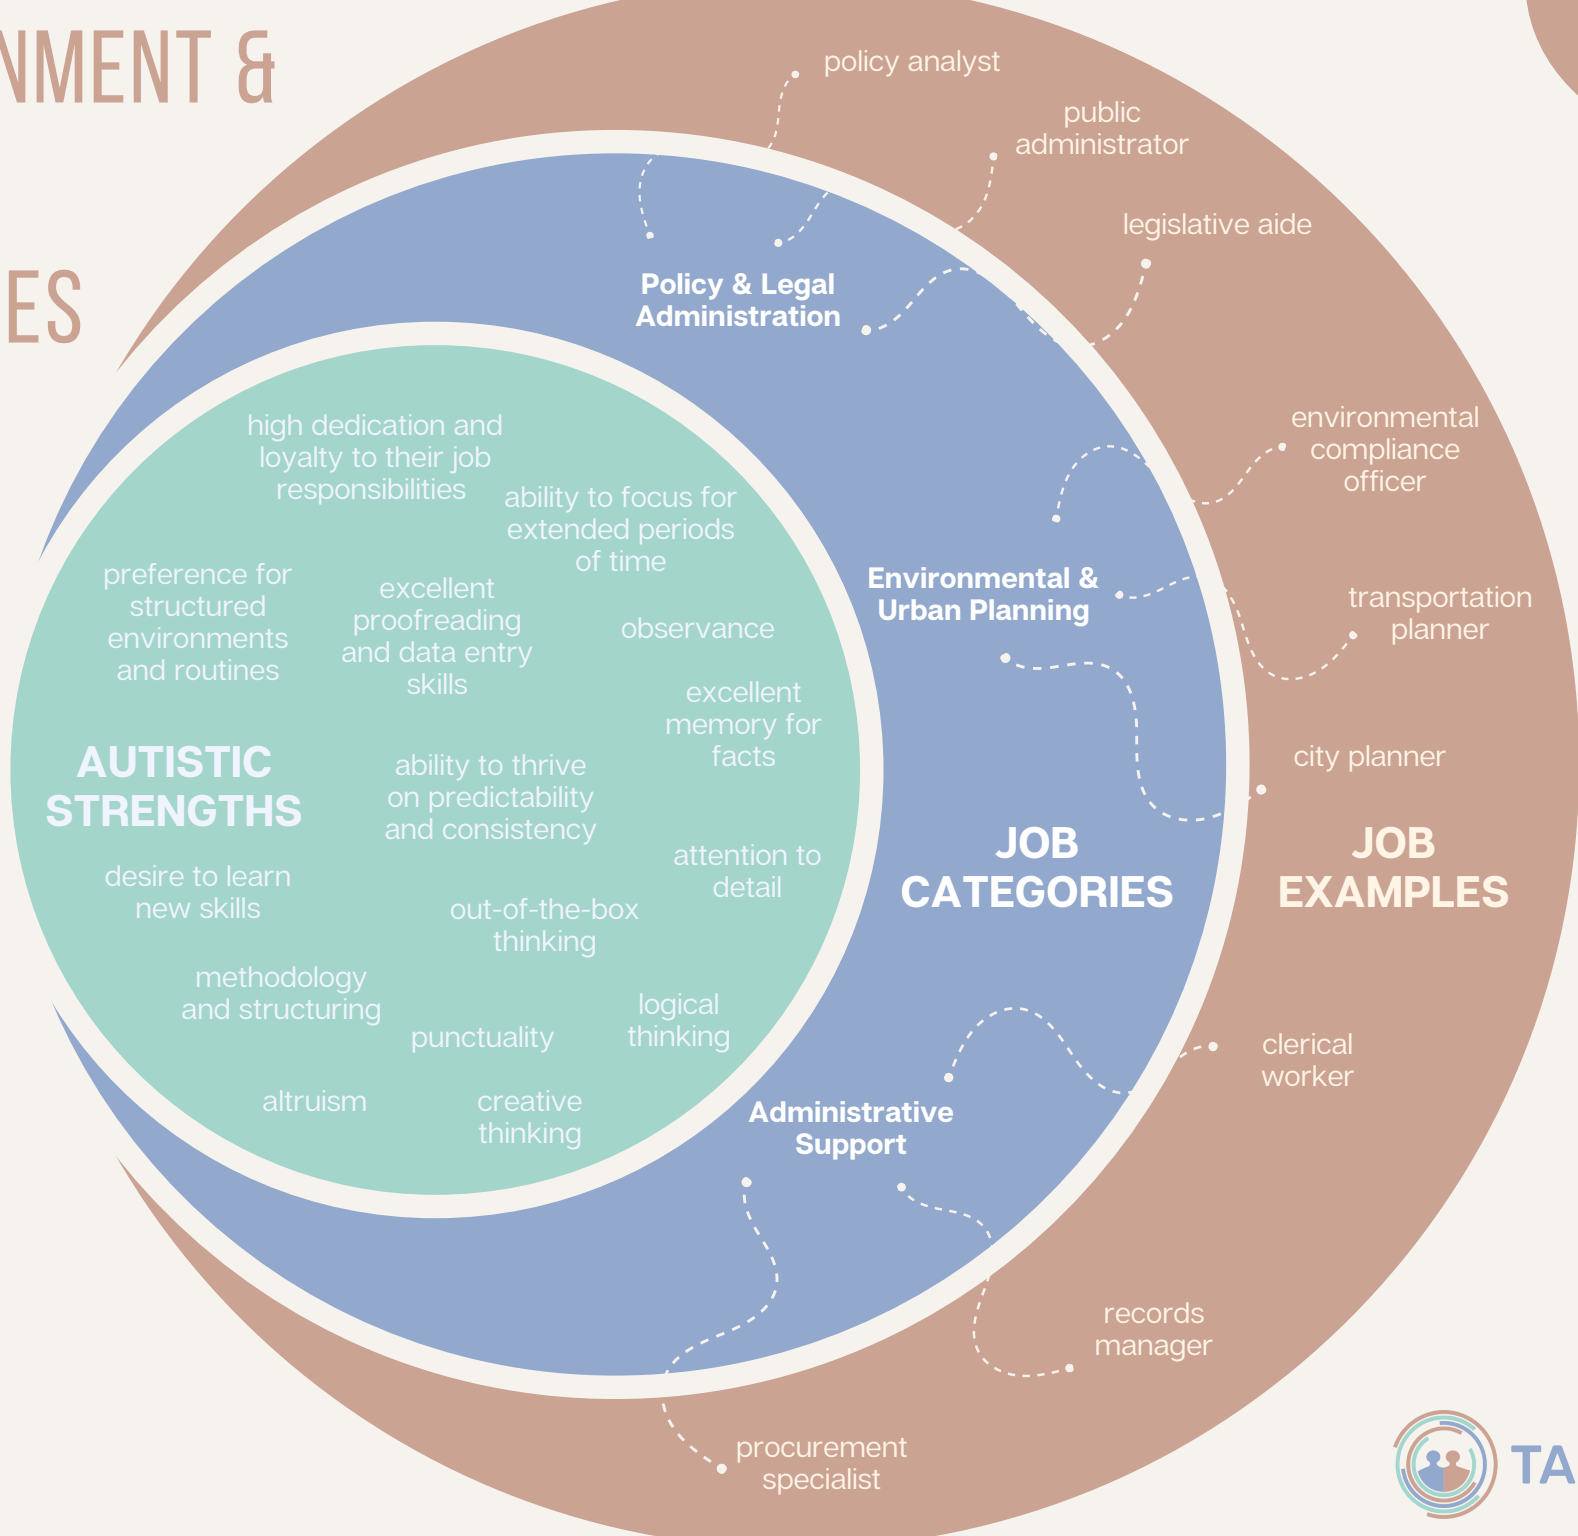 NMENT &
ES
policy analyst
public
administrator
legislative aide
Policy & Legal
Administration
environmental
compliance
officer
Environmental &
Urban Planning
transportation
planner
city planner
high dedication and
loyalty to their job
responsibilities
ability to focus for
extended periods
of time
preference for
structured
environments
and routines
excellent
proofreading
and data entry
skills
observance
excellent
memory for
facts
AUTISTIC
STRENGTHS
ability to thrive
on predictability
and consistency
attention to
detail
desire to learn
new skills
out-of-the-box
thinking
methodology
and structuring
punctuality
logical
thinking
altruism
creative
thinking
JOB
CATEGORIES
JOB
EXAMPLES
clerical
worker
Administrative
Support
records
manager
procurement
specialist
TA